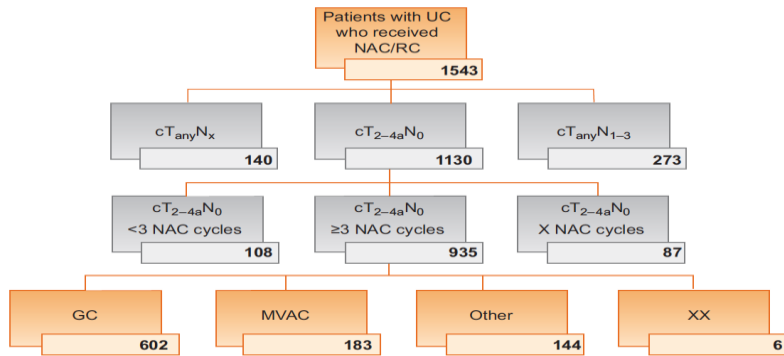 Patients with UC
who received
NAC/RC
1543
cTanyNx
140
cT2–4aN0
1130
cTanyN1–3
273
cT2–4aN0
<3 NAC cycles
108
cT2–4aN0
≥3 NAC cycles
935
cT2–4aN0
X NAC cycles
87
GC
602
MVAC
183
Other
144
XX
6